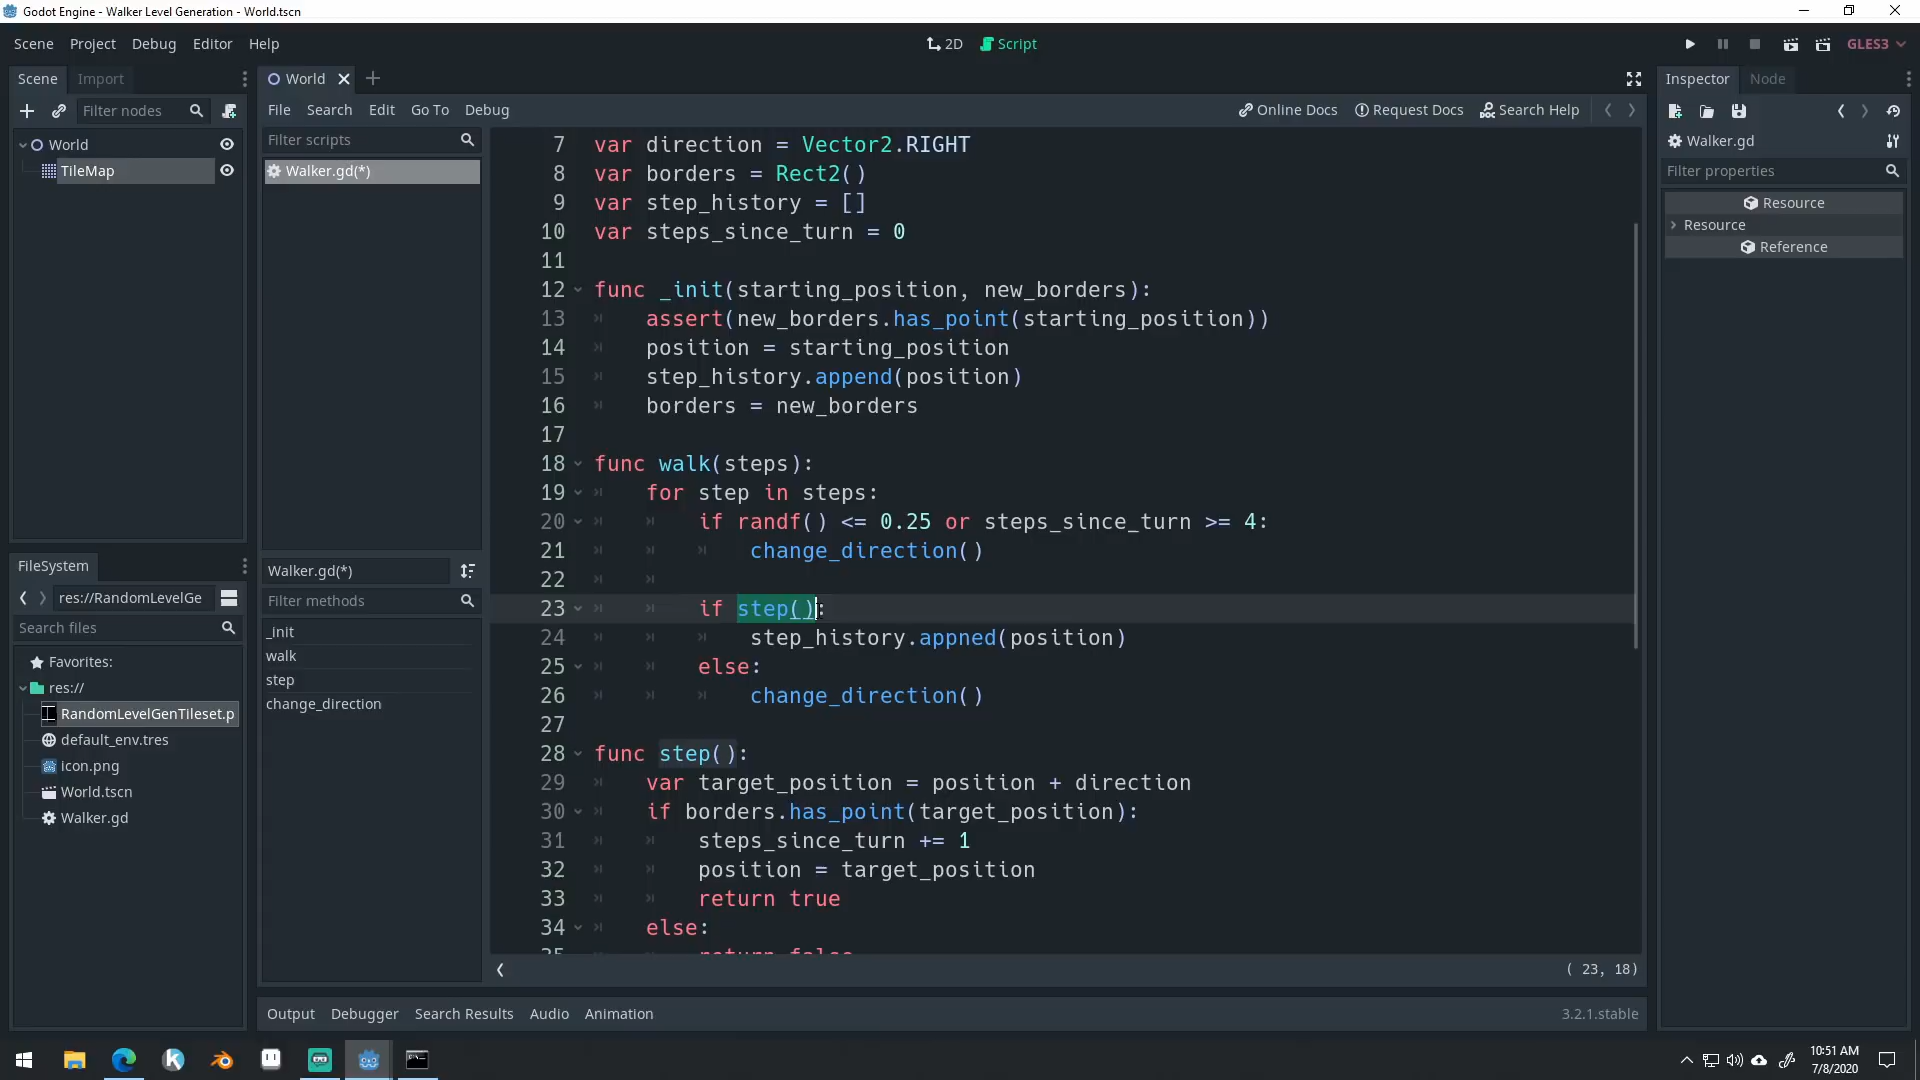 Godot Engine - Walker Level Generation - World.tscn
Scene Project Debug Editor Help
2D Script
GLES3
Scene Import
Filter nodes
World
TileMap
World
File Search Edit Go To Debug
Online Docs Request Docs Search Help
Filter scripts
Walker.gd(*)
Walker.gd(*)
Filter methods
_init
walk
step
change_direction
7 var direction = Vector2.RIGHT
8 var borders = Rect2()
9 var step_history = []
10 var steps_since_turn = 0
11
12 func _init(starting_position, new_borders):
13 assert(new_borders.has_point(starting_position))
14 position = starting_position
15 step_history.append(position)
16 borders = new_borders
17
18 func walk(steps):
19 for step in steps:
20 if randf() <= 0.25 or steps_since_turn >= 4:
21 change_direction()
22
23 if step():
24 step_history.appned(position)
25 else:
26 change_direction()
27
28 func step():
29 var target_position = position + direction
30 if borders.has_point(target_position):
31 steps_since_turn += 1
32 position = target_position
33 return true
34 else:
35 return false
( 23, 18)
Output Debugger Search Results Audio Animation
3.2.1.stable
Inspector Node
Walker.gd
Filter properties
Resource
Resource
Reference
FileSystem
res://RandomLevelGe
Search files
Favorites:
res://
RandomLevelGenTileset.p
default_env.tres
icon.png
World.tscn
Walker.gd
10:51 AM
7/8/2020